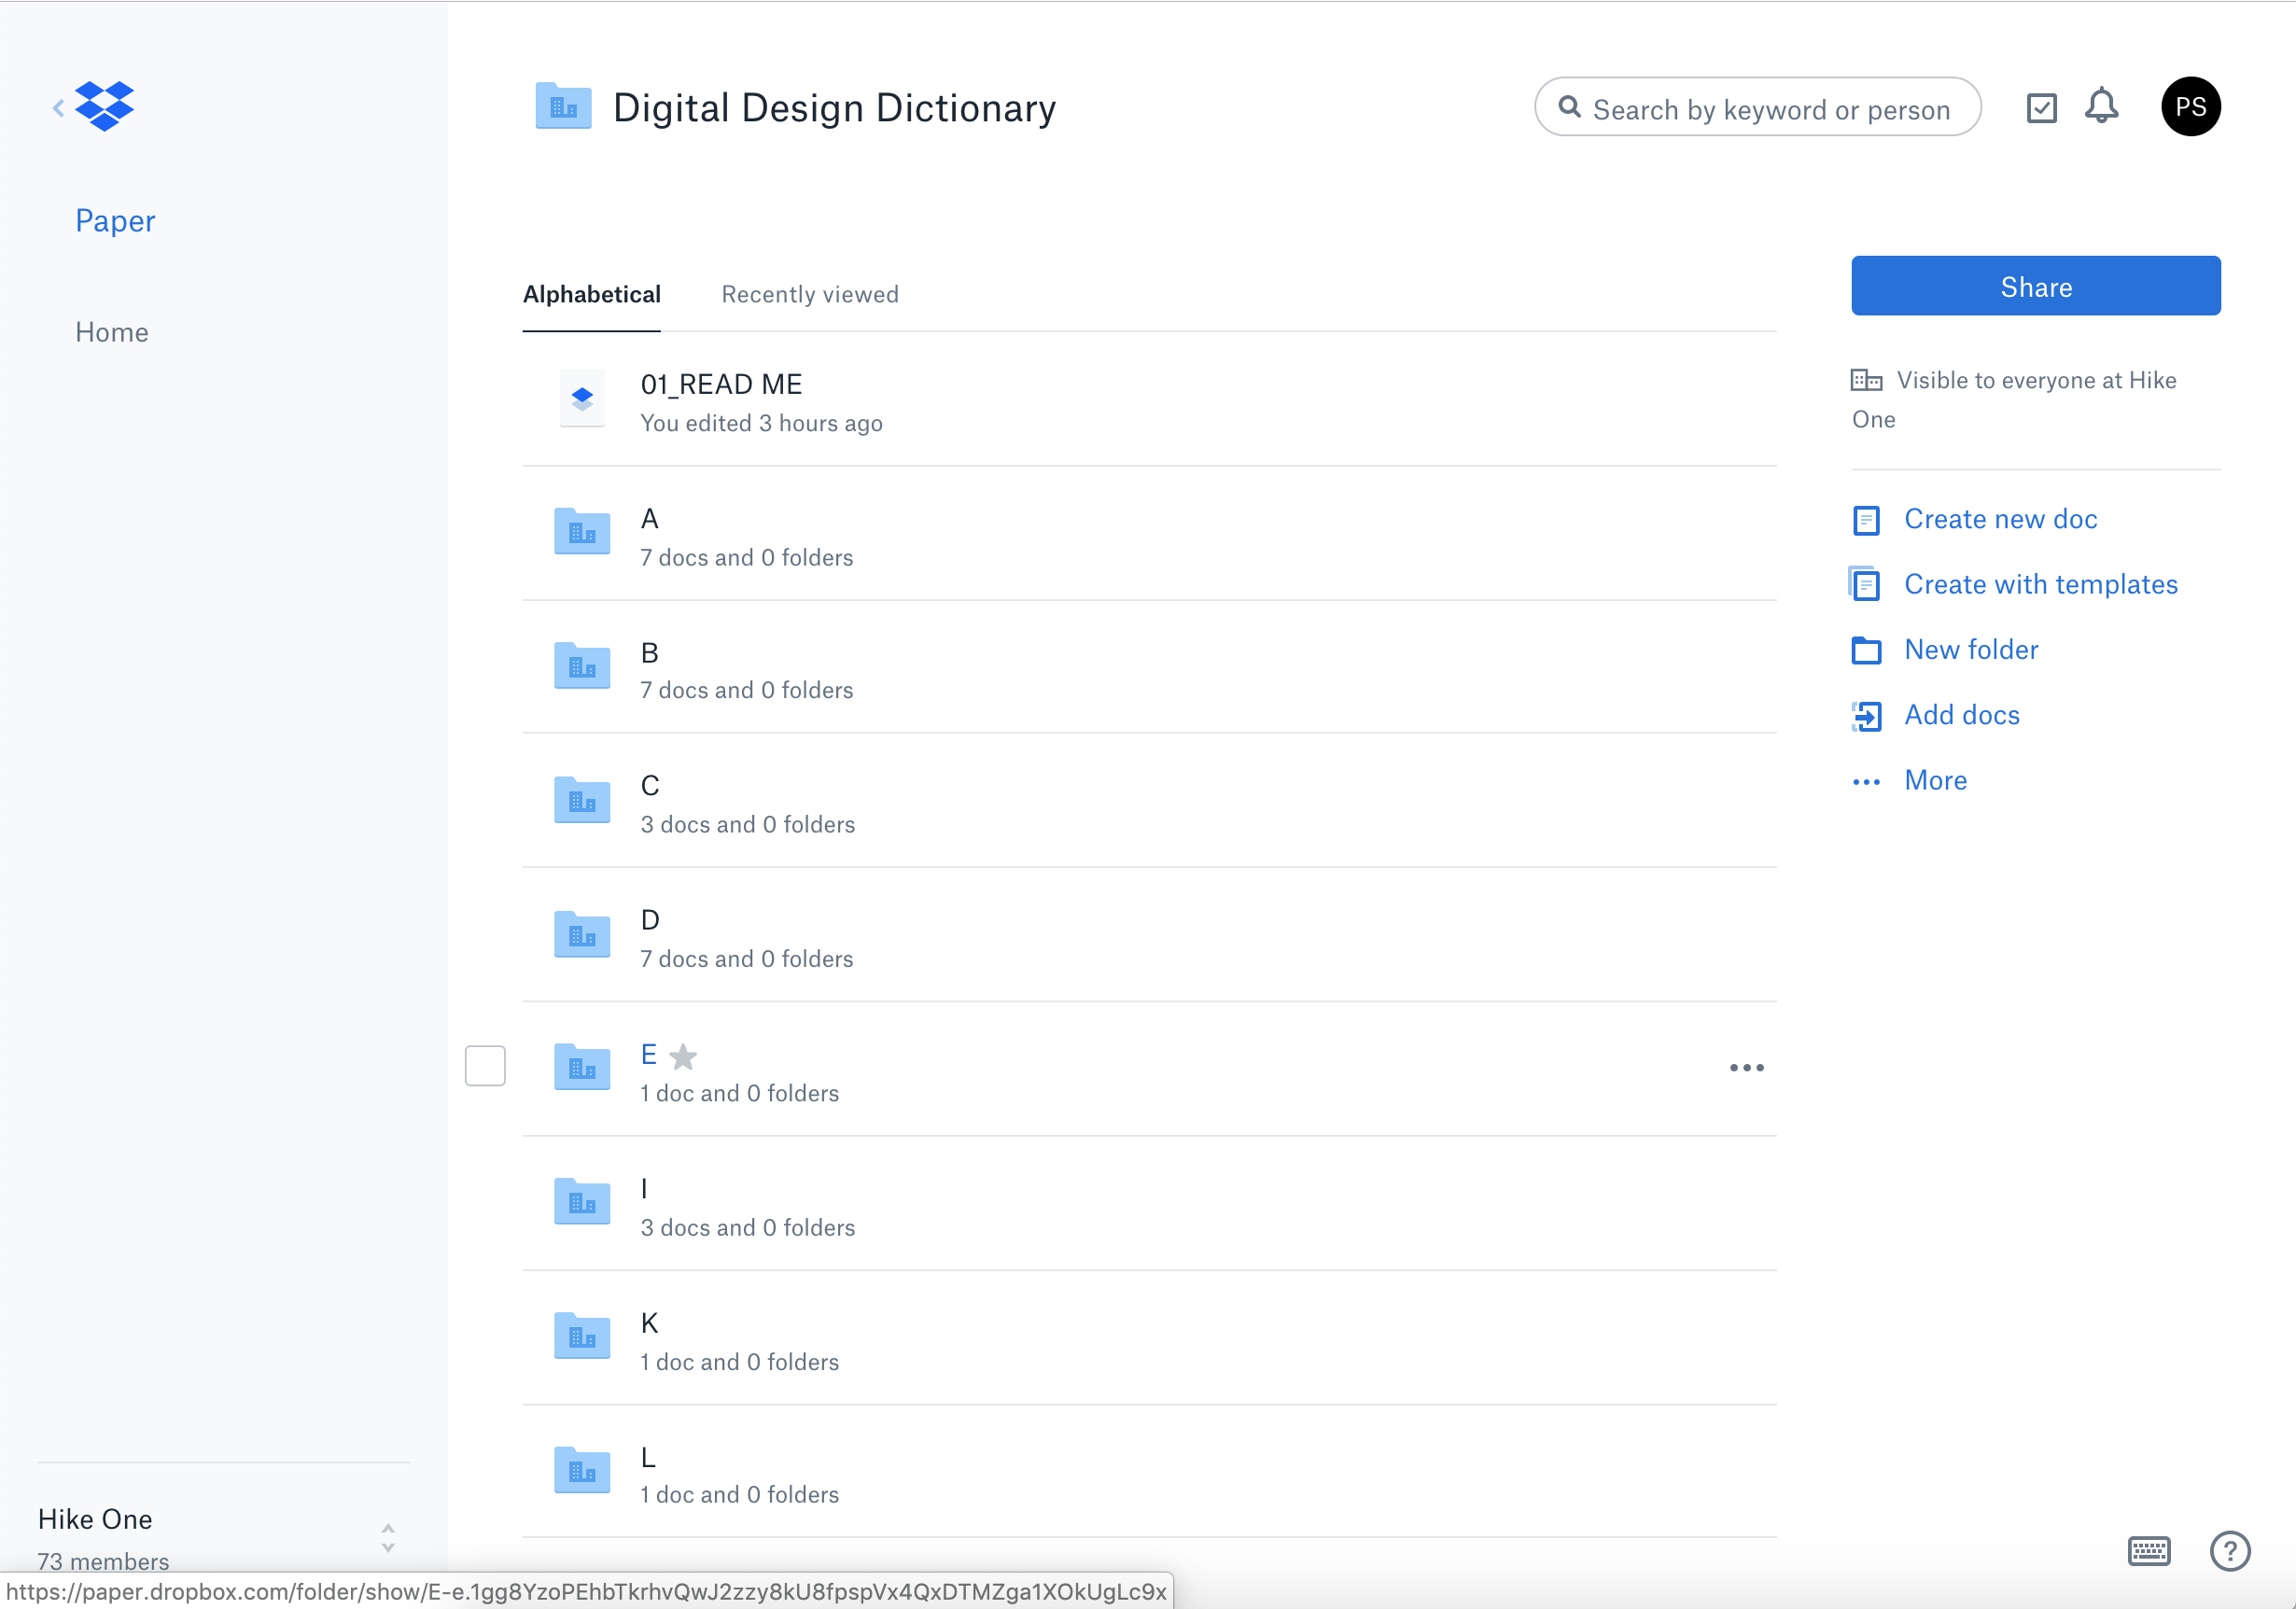 Digital Design Dictionary
Search by keyword or person
PS
Paper
Home
Alphabetical
Recently viewed
01_READ ME
You edited 3 hours ago
A
7 docs and 0 folders
B
7 docs and 0 folders
C
3 docs and 0 folders
D
7 docs and 0 folders
E
1 doc and 0 folders
I
3 docs and 0 folders
K
1 doc and 0 folders
L
1 doc and 0 folders
Share
Visible to everyone at Hike
One
Create new doc
Create with templates
New folder
Add docs
More
Hike One
73 members
https://paper.dropbox.com/folder/show/E-e.1gg8YzoPEhbTkrhvQwJ2zzy8kU8fpspVx4QxDTMZga1XOkUgLc9x
?